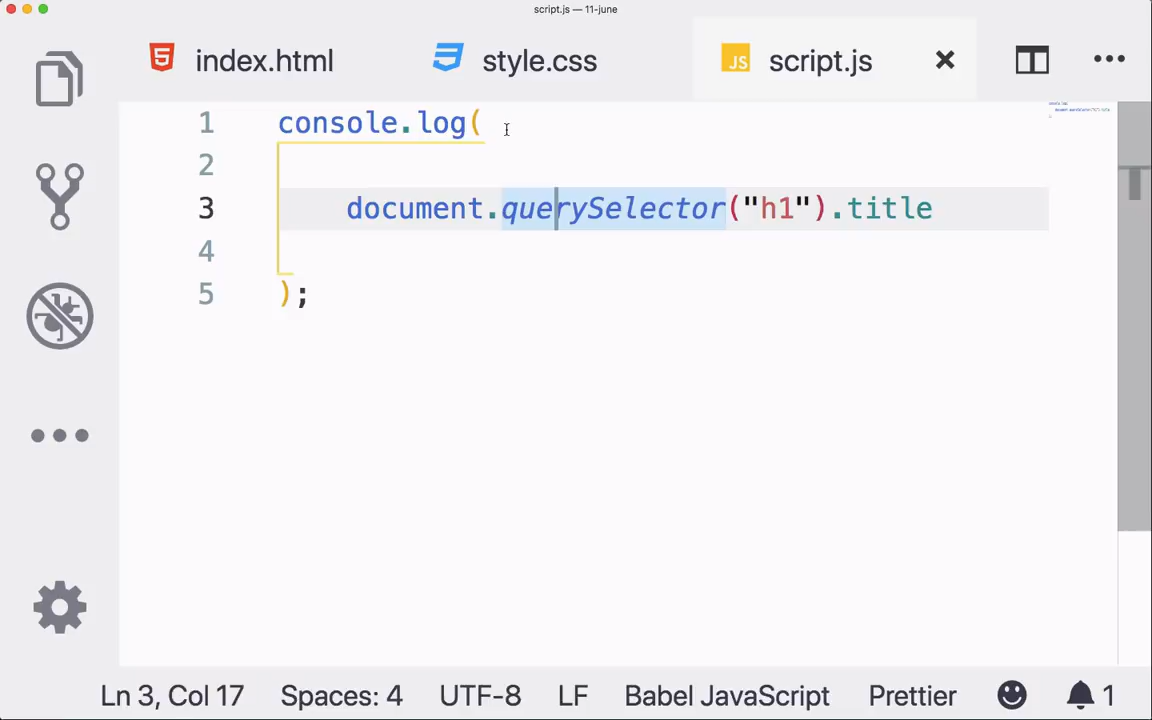 script.js — 11-june
index.html
style.css
JS script.js
1 console.log(
2
3 document.querySelector("h1").title
4
5 );
Ln 3, Col 17 Spaces: 4 UTF-8 LF Babel JavaScript Prettier 1